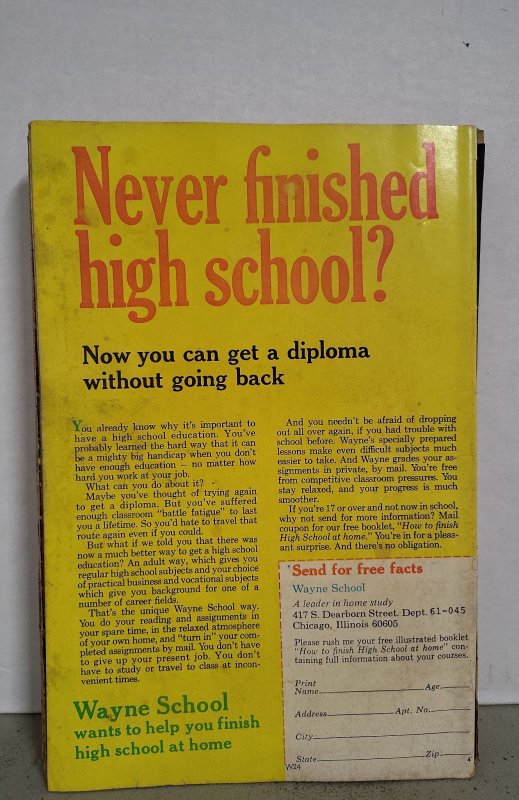 Never finished
high school?
Now you can get a diploma
without going back
You already know why it's important to
have a high school education. You've
probably learned the hard way that it can
be a mighty big handicap when you don't
have enough education – no matter how
hard you work at your job.
What can you do about it?
Maybe you've thought of trying again
to get a diploma. But you've suffered
enough classroom "battle fatigue" to last
you a lifetime. So you'd hate to travel that
route again even if you could.
But what if we told you that there was
now a much better way to get a high school
education? An adult way, which gives you
regular high school subjects and your choice
of practical business and vocational subjects
which give you background for one of a
number of career fields.
That's the unique Wayne School way.
You do your reading and assignments in
your spare time, in the relaxed atmosphere
of your own home, and "turn in" your com-
pleted assignments by mail. You don't have
to give up your present job. You don't
have to study or travel to class at incon-
venient times.
Wayne School
wants to help you finish
high school at home
And you needn't be afraid of dropping
out all over again, if you had trouble with
school before. Wayne's specially prepared
lessons make even difficult subjects much
easier to take. And Wayne grades your as-
signments in private, by mail. You're free
from competitive classroom pressures. You
stay relaxed, and your progress is much
smoother.
If you're 17 or over and not now in school,
why not send for more information? Mail
coupon for our free booklet, "How to finish
High School at home." You're in for a pleas-
ant surprise. And there's no obligation.
Send for free facts
Wayne School
A leader in home study
417 S. Dearborn Street. Dept. 61-045
Chicago, Illinois 60605
Please rush me your free illustrated booklet
"How to finish High School at home" con-
taining full information about your courses.
Print
Name Age
Address Apt. No.
City
State Zip
W24 4